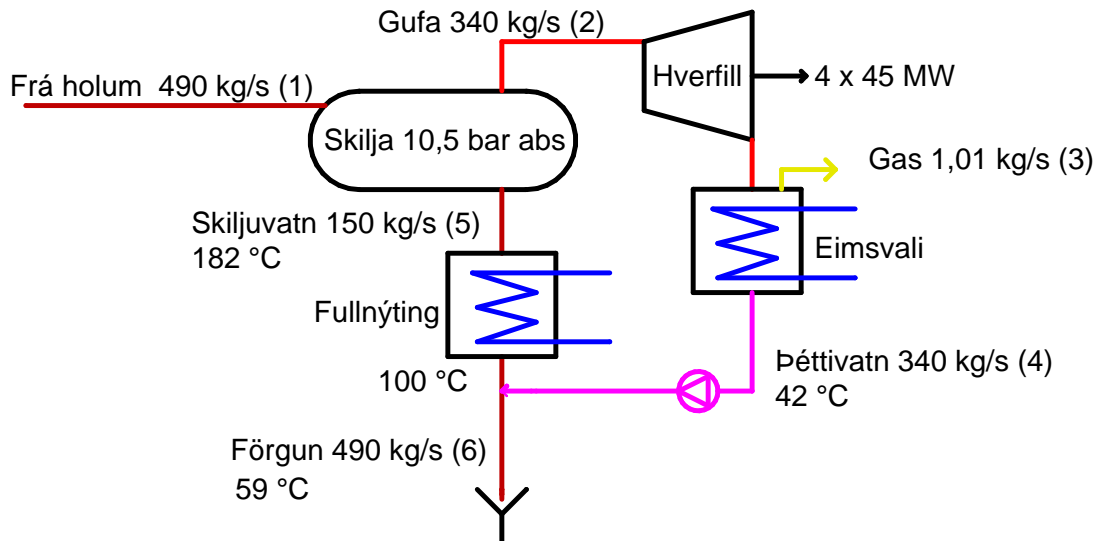 Gufa 340 kg/s (2)
Frá holum 490 kg/s (1)
Hverfill
4 x 45 MW
Skilja 10,5 bar abs
Gas 1,01 kg/s (3)
Skiljuvatn 150 kg/s (5)
182 °C
Eimsvali
Fullnýting
100 °C
Þéttivatn 340 kg/s (4)
42 °C
Förgun 490 kg/s (6)
59 °C